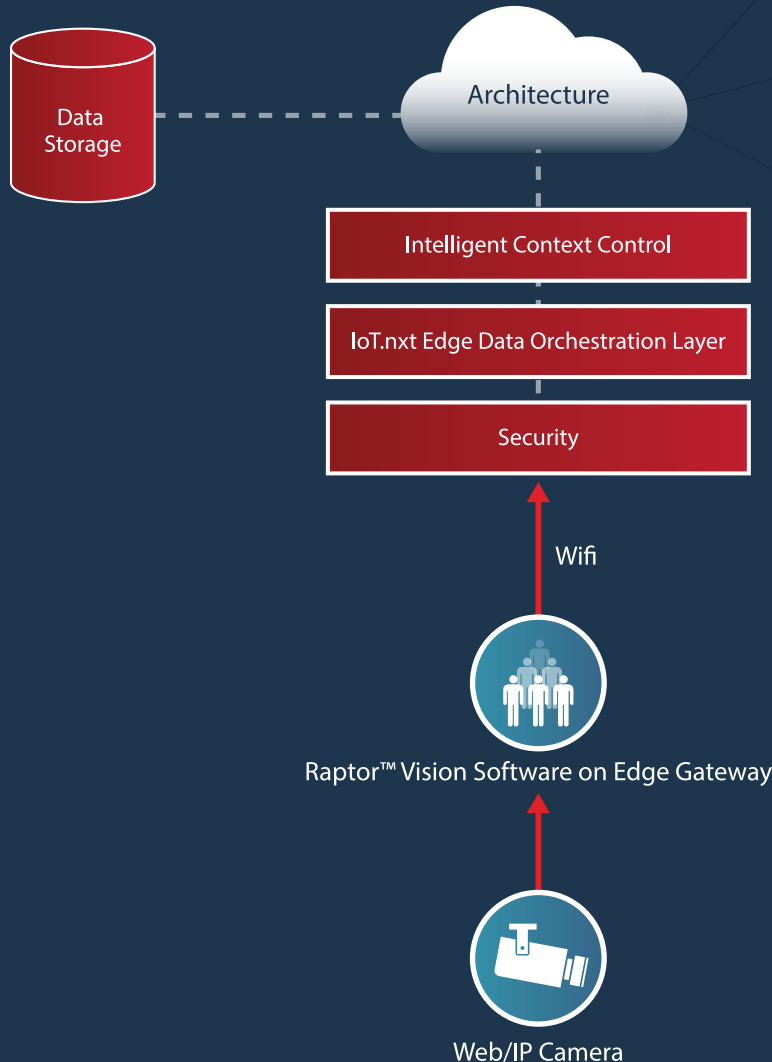 Data
Storage
Architecture
Intelligent Context Control
IoT.nxt Edge Data Orchestration Layer
Security
Wifi
Raptor™ Vision Software on Edge Gateway
Web/IP Camera